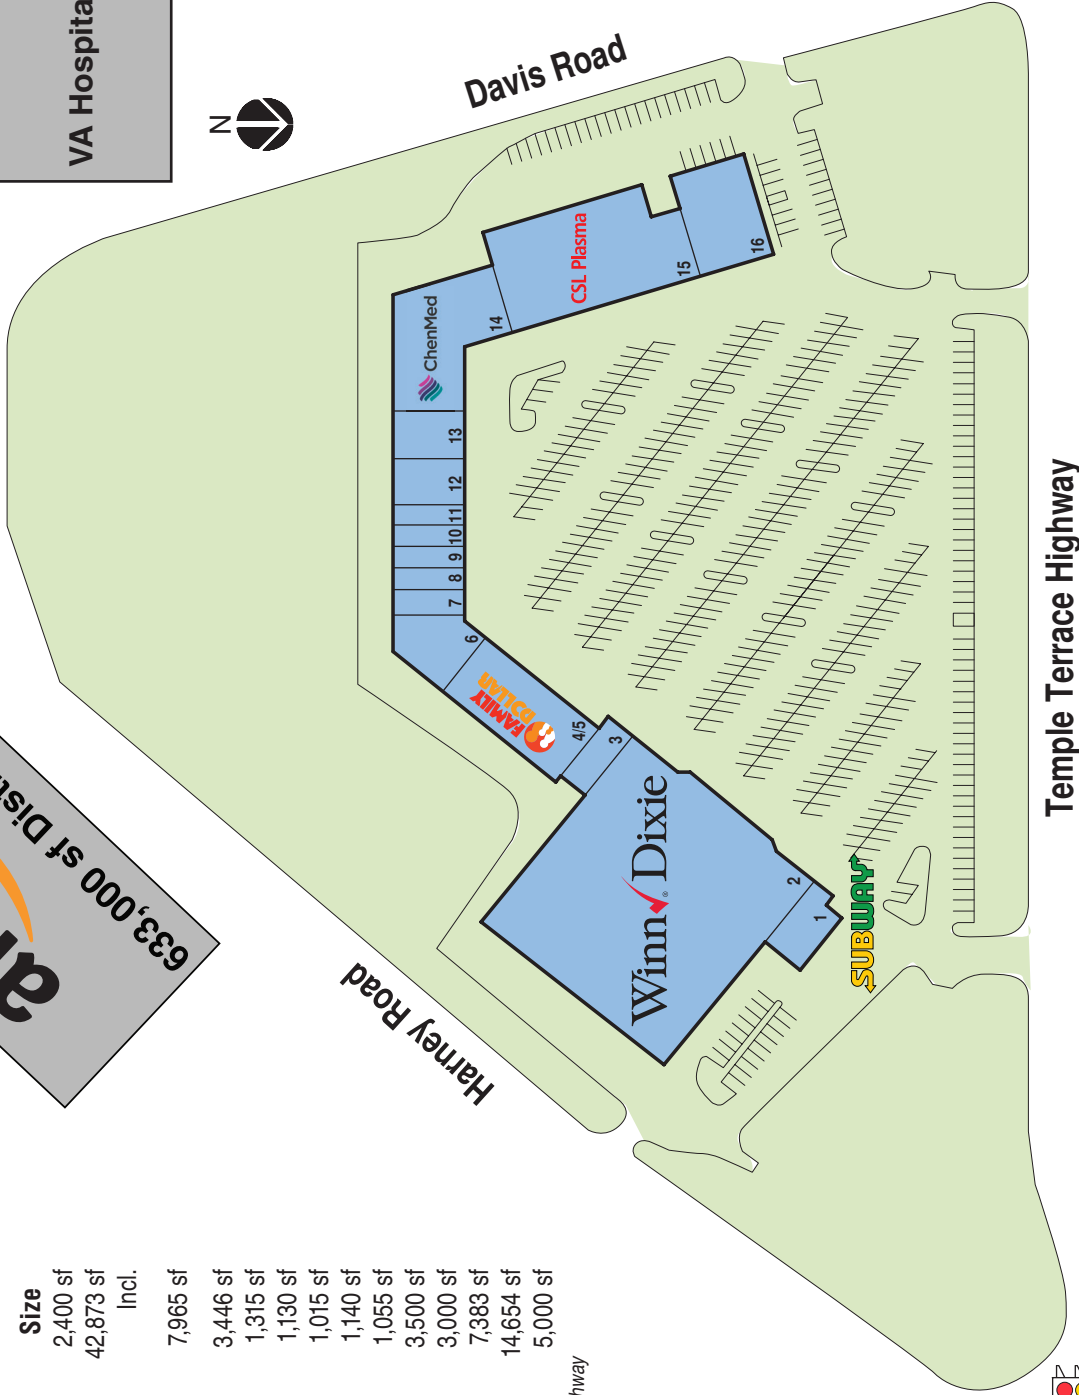 VA Hospita
N
Davis Road
633,000 sf Dist
Harney Road
Temple Terrace Highway
CSL Plasma
ChenMed
FAMILY
DOLLAR
Winn Dixie
®
SUBWAY
1
2
3
4/5
6
7
8
9
10
11
12
13
14
15
16
Size
2,400 sf
42,873 sf
Incl.
7,965 sf
3,446 sf
1,315 sf
1,130 sf
1,015 sf
1,140 sf
1,055 sf
3,500 sf
3,000 sf
7,383 sf
14,654 sf
5,000 sf
hway